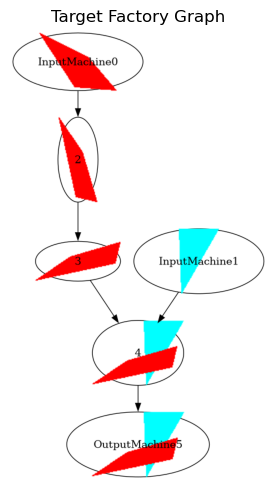 Target Factory Graph
InputMachine0
2
3
InputMachine1
4
OutputMachine5